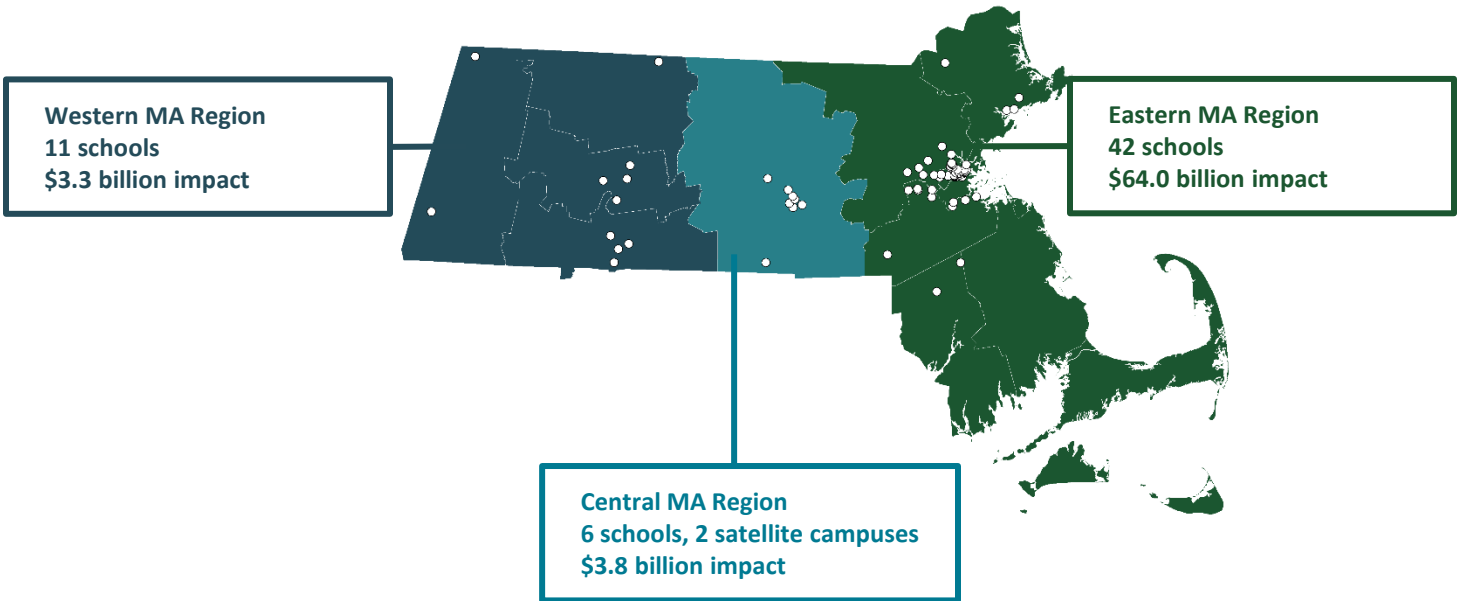 Western MA Region
11 schools
$3.3 billion impact
Eastern MA Region
42 schools
$64.0 billion impact
Central MA Region
6 schools, 2 satellite campuses
$3.8 billion impact